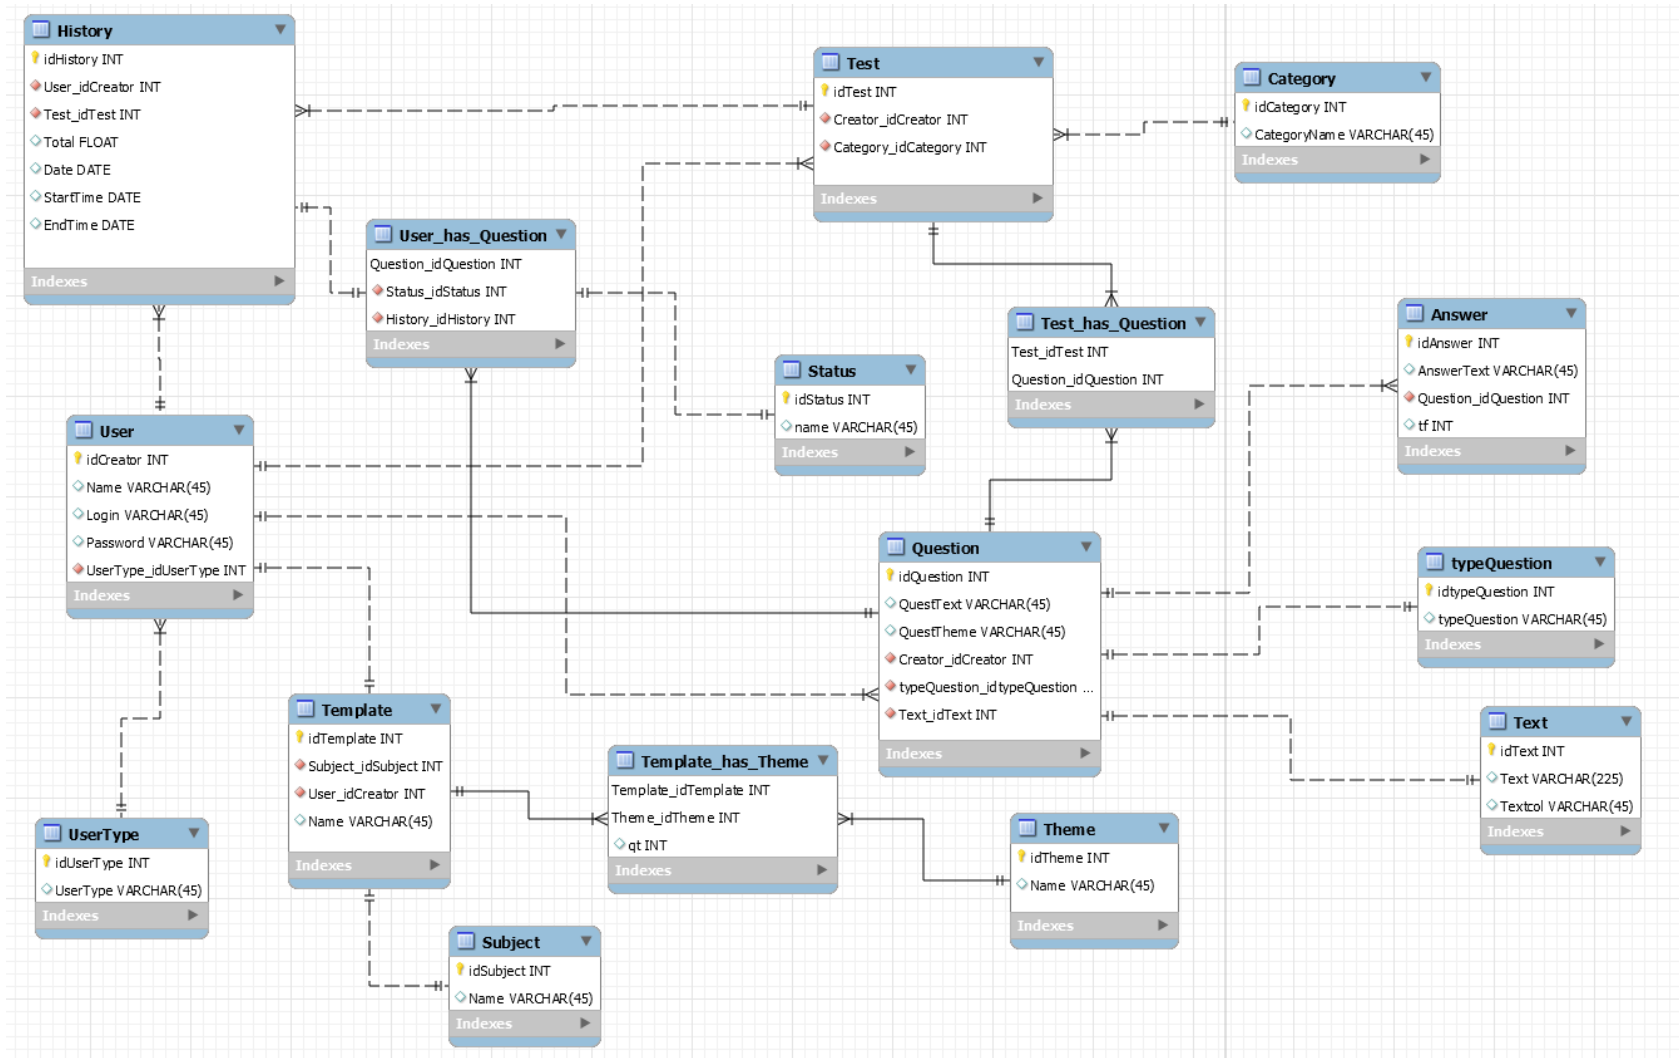 History
idHistory INT
User_idCreator INT
Test_idTest INT
Total FLOAT
Date DATE
StartTime DATE
EndTime DATE
Indexes
Test
idTest INT
Creator_idCreator INT
Category_idCategory INT
Indexes
Category
idCategory INT
CategoryName VARCHAR(45)
Indexes
User_has_Question
Question_idQuestion INT
Status_idStatus INT
History_idHistory INT
Indexes
Test_has_Question
Test_idTest INT
Question_idQuestion INT
Indexes
Answer
idAnswer INT
AnswerText VARCHAR(45)
Question_idQuestion INT
tf INT
Indexes
Status
idStatus INT
name VARCHAR(45)
Indexes
User
idCreator INT
Name VARCHAR(45)
Login VARCHAR(45)
Password VARCHAR(45)
UserType_idUserType INT
Indexes
Question
idQuestion INT
QuestText VARCHAR(45)
QuestTheme VARCHAR(45)
Creator_idCreator INT
typeQuestion_idtypeQuestion ...
Text_idText INT
Indexes
typeQuestion
idtypeQuestion INT
typeQuestion VARCHAR(45)
Indexes
Template
idTemplate INT
Subject_idSubject INT
User_idCreator INT
Name VARCHAR(45)
Indexes
Template_has_Theme
Template_idTemplate INT
Theme_idTheme INT
qt INT
Indexes
Text
idText INT
Text VARCHAR(225)
Textcol VARCHAR(45)
Indexes
UserType
idUserType INT
UserType VARCHAR(45)
Indexes
Theme
idTheme INT
Name VARCHAR(45)
Indexes
Subject
idSubject INT
Name VARCHAR(45)
Indexes